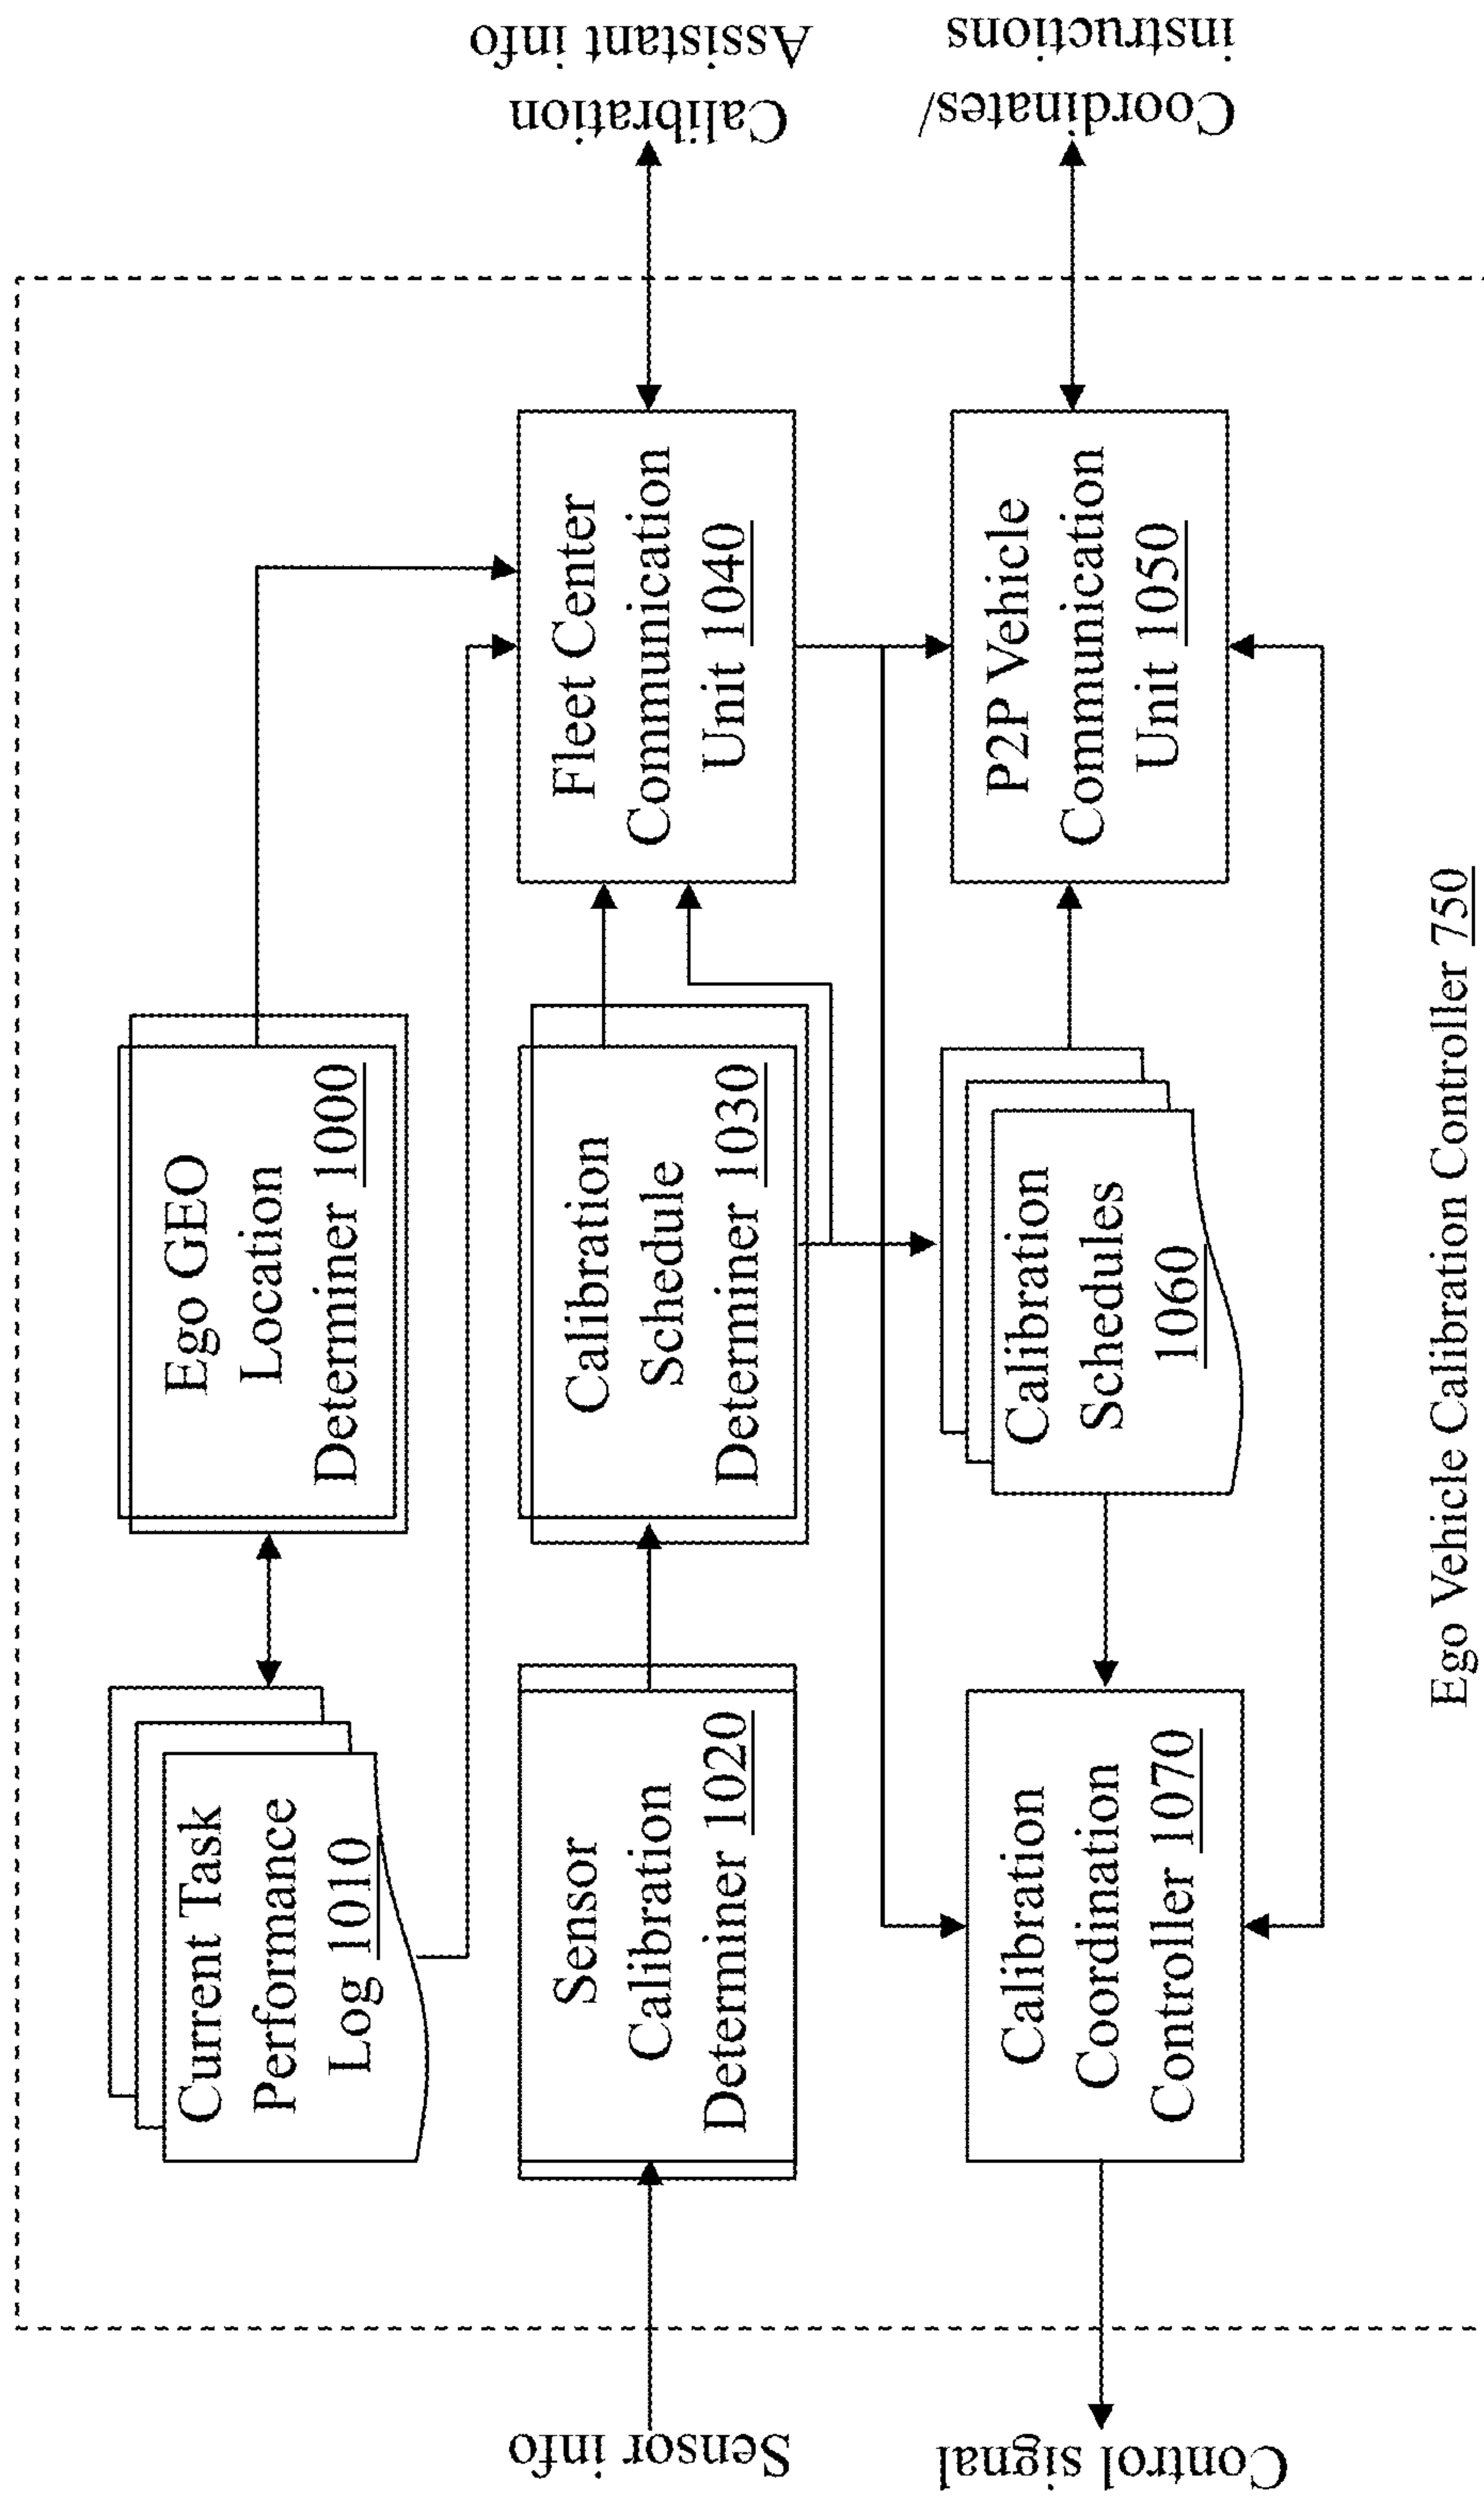 Current Task
Performance
Log 1010
Ego GEO
Location
Determiner 1000
Sensor info
Sensor
Calibration
Determiner 1020
Calibration
Schedule
Determiner 1030
Fleet Center
Communication
Unit 1040
Calibration
Assistant info
Control signal
Calibration
Coordination
Controller 1070
Calibration
Schedules
1060
P2P Vehicle
Communication
Unit 1050
Coordinates/
instructions
Ego Vehicle Calibration Controller 750